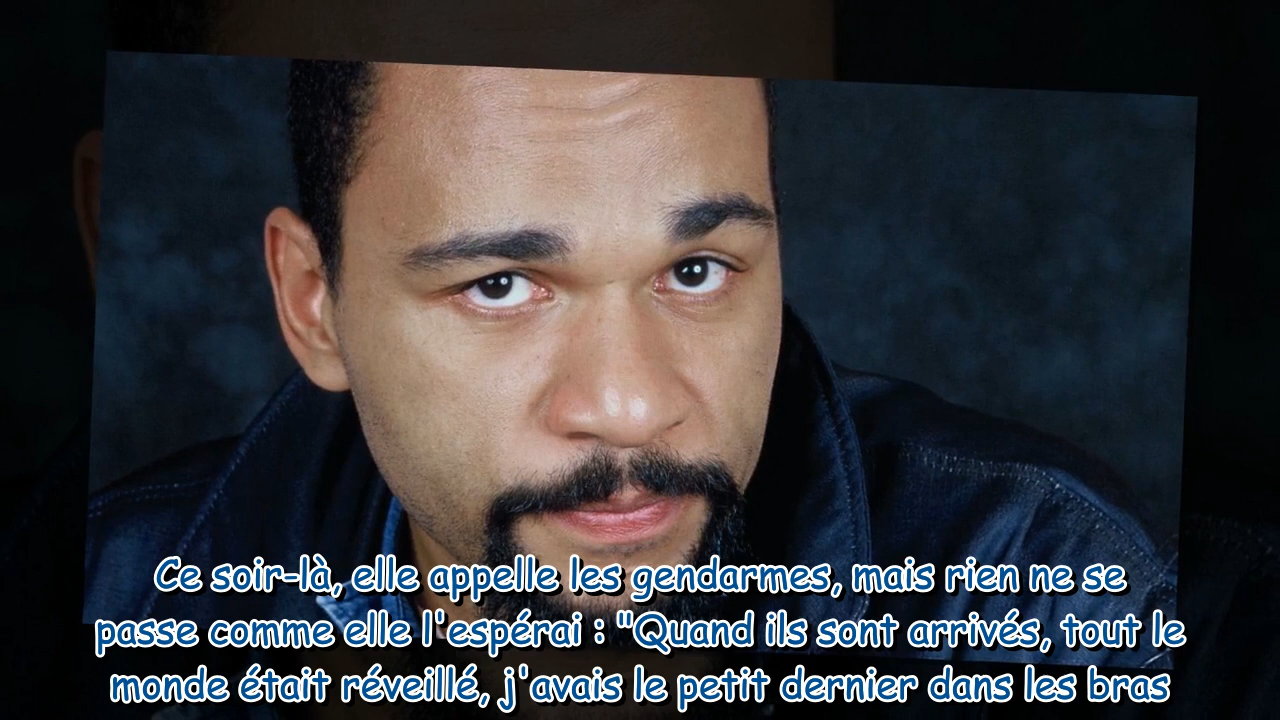 Ce soir-là, elle appelle les gendarmes, mais rien ne se
passe comme elle l'espérai : "Quand ils sont arrivés, tout le
monde était réveillé, j'avais le petit dernier dans les bras